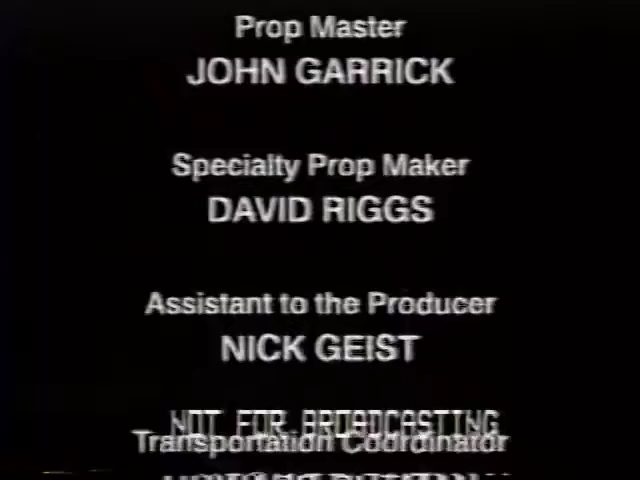 Prop Master
JOHN GARRICK
Specialty Prop Maker
DAVID RIGGS
Assistant to the Producer
NICK GEIST
NOT FOR BROADCASTING
Transportation Coordinator